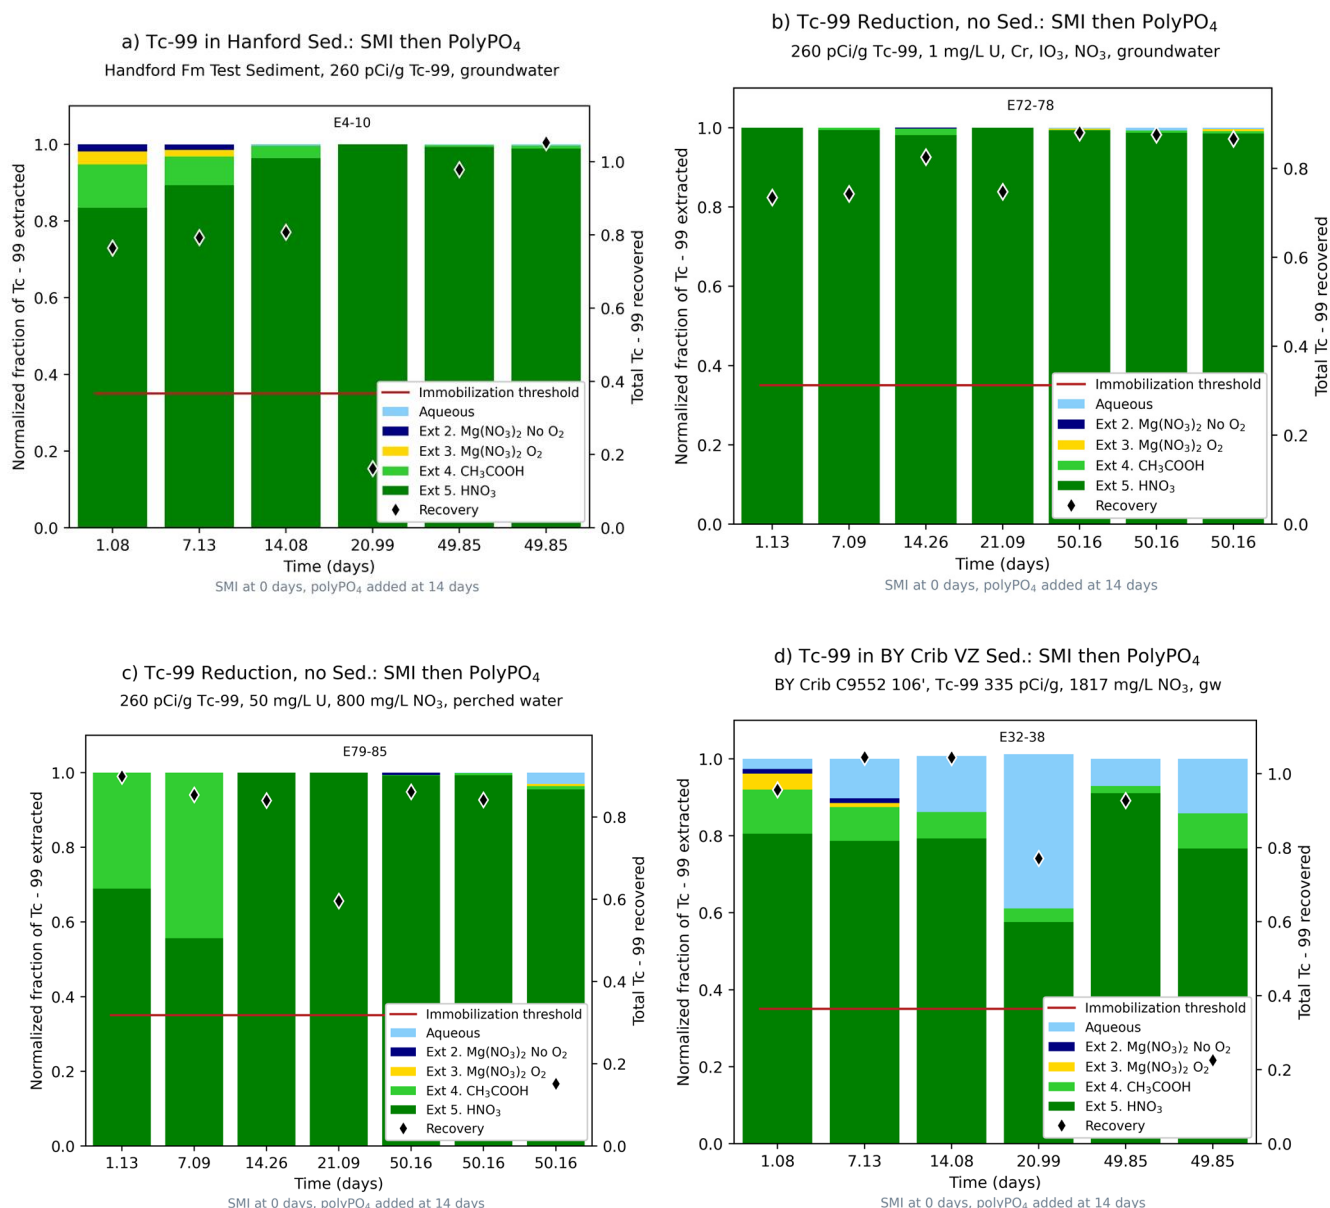 a) Tc-99 in Hanford Sed.: SMI then PolyPO₄
Handford Fm Test Sediment, 260 pCi/g Tc-99, groundwater
E4-10
Normalized fraction of Tc - 99 extracted
1.0
0.8
0.6
0.4
0.2
0.0
Total Tc - 99 recovered
1.0
0.8
0.6
0.4
0.2
0.0
Immobilization threshold
Aqueous
Ext 2. Mg(NO₃)₂ No O₂
Ext 3. Mg(NO₃)₂ O₂
Ext 4. CH₃COOH
Ext 5. HNO₃
Recovery
1.08 7.13 14.08 20.99 49.85 49.85
Time (days)
SMI at 0 days, polyPO₄ added at 14 days
b) Tc-99 Reduction, no Sed.: SMI then PolyPO₄
260 pCi/g Tc-99, 1 mg/L U, Cr, IO₃, NO₃, groundwater
E72-78
Normalized fraction of Tc - 99 extracted
1.0
0.8
0.6
0.4
0.2
0.0
Total Tc - 99 recovered
0.8
0.6
0.4
0.2
0.0
Immobilization threshold
Aqueous
Ext 2. Mg(NO₃)₂ No O₂
Ext 3. Mg(NO₃)₂ O₂
Ext 4. CH₃COOH
Ext 5. HNO₃
Recovery
1.13 7.09 14.26 21.09 50.16 50.16 50.16
Time (days)
SMI at 0 days, polyPO₄ added at 14 days
c) Tc-99 Reduction, no Sed.: SMI then PolyPO₄
260 pCi/g Tc-99, 50 mg/L U, 800 mg/L NO₃, perched water
E79-85
Normalized fraction of Tc - 99 extracted
1.0
0.8
0.6
0.4
0.2
0.0
Total Tc - 99 recovered
0.8
0.6
0.4
0.2
0.0
Immobilization threshold
Aqueous
Ext 2. Mg(NO₃)₂ No O₂
Ext 3. Mg(NO₃)₂ O₂
Ext 4. CH₃COOH
Ext 5. HNO₃
Recovery
1.13 7.09 14.26 21.09 50.16 50.16 50.16
Time (days)
SMI at 0 days, polyPO₄ added at 14 days
d) Tc-99 in BY Crib VZ Sed.: SMI then PolyPO₄
BY Crib C9552 106', Tc-99 335 pCi/g, 1817 mg/L NO₃, gw
E32-38
Normalized fraction of Tc - 99 extracted
1.0
0.8
0.6
0.4
0.2
0.0
Total Tc - 99 recovered
1.0
0.8
0.6
0.4
0.2
0.0
Immobilization threshold
Aqueous
Ext 2. Mg(NO₃)₂ No O₂
Ext 3. Mg(NO₃)₂ O₂
Ext 4. CH₃COOH
Ext 5. HNO₃
Recovery
1.08 7.13 14.08 20.99 49.85 49.85
Time (days)
SMI at 0 days, polyPO₄ added at 14 days